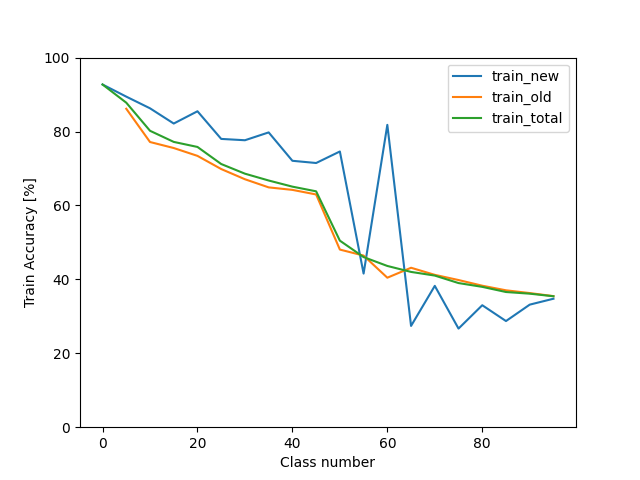 100
80
60
40
20
0
Train Accuracy [%]
train_new
train_old
train_total
0 20 40 60 80
Class number